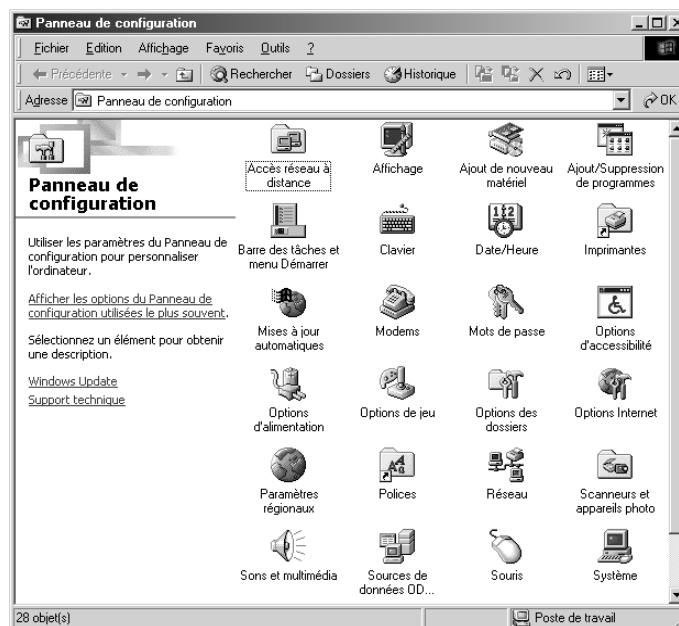 Panneau de configuration
Fichier Edition Affichage Favoris Outils ?
Précédente Rechercher Dossiers Historique
Adresse Panneau de configuration OK
Panneau de
configuration
Utiliser les paramètres du Panneau de
configuration pour personnaliser
l'ordinateur.
Afficher les options du Panneau de
configuration utilisées le plus souvent.
Sélectionnez un élément pour obtenir
une description.
Windows Update
Support technique
Accès réseau à
distance
Affichage
Ajout de nouveau
matériel
Ajout/Suppression
de programmes
Barre des tâches et
menu Démarrer
Clavier
Date/Heure
Imprimantes
Mises à jour
automatiques
Modems
Mots de passe
Options
d'accessibilité
Options
d'alimentation
Options de jeu
Options des
dossiers
Options Internet
Paramètres
régionaux
Polices
Réseau
Scanneurs et
appareils photo
Sons et multimédia
Sources de
données OD...
Souris
Système
28 objet(s)
Poste de travail